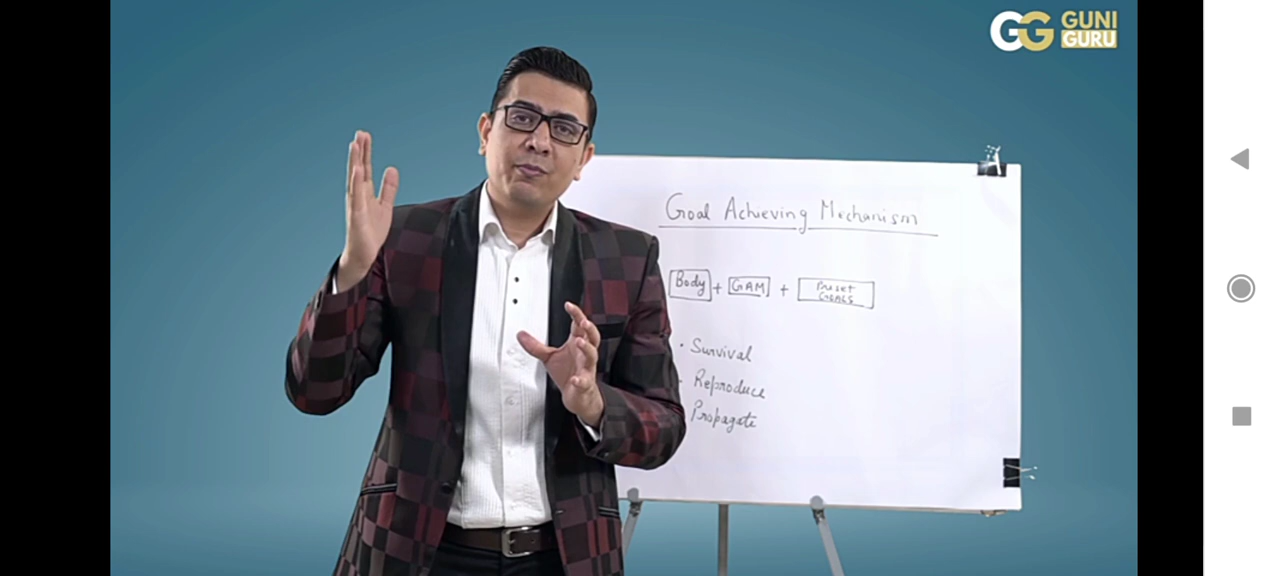 GG GUNI
GURU
Goal Achieving Mechanism
Body + GAM + Preset
GOALS
• Survival
• Reproduce
Propagate